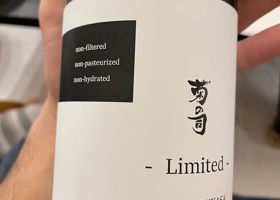 non-filtered
non-pasteurized
non-hydrated
菊の司
- Limited -